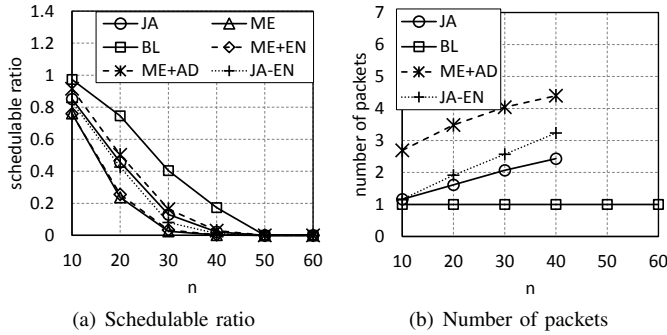 1.4
1.2
1
0.8
0.6
0.4
0.2
0
schedulable ratio
JA ME
BL ME+EN
ME+AD JA-EN
10 20 30 40 50 60
n
(a) Schedulable ratio
7
6
5
4
3
2
1
0
number of packets
JA
BL
ME+AD
JA-EN
10 20 30 40 50 60
n
(b) Number of packets